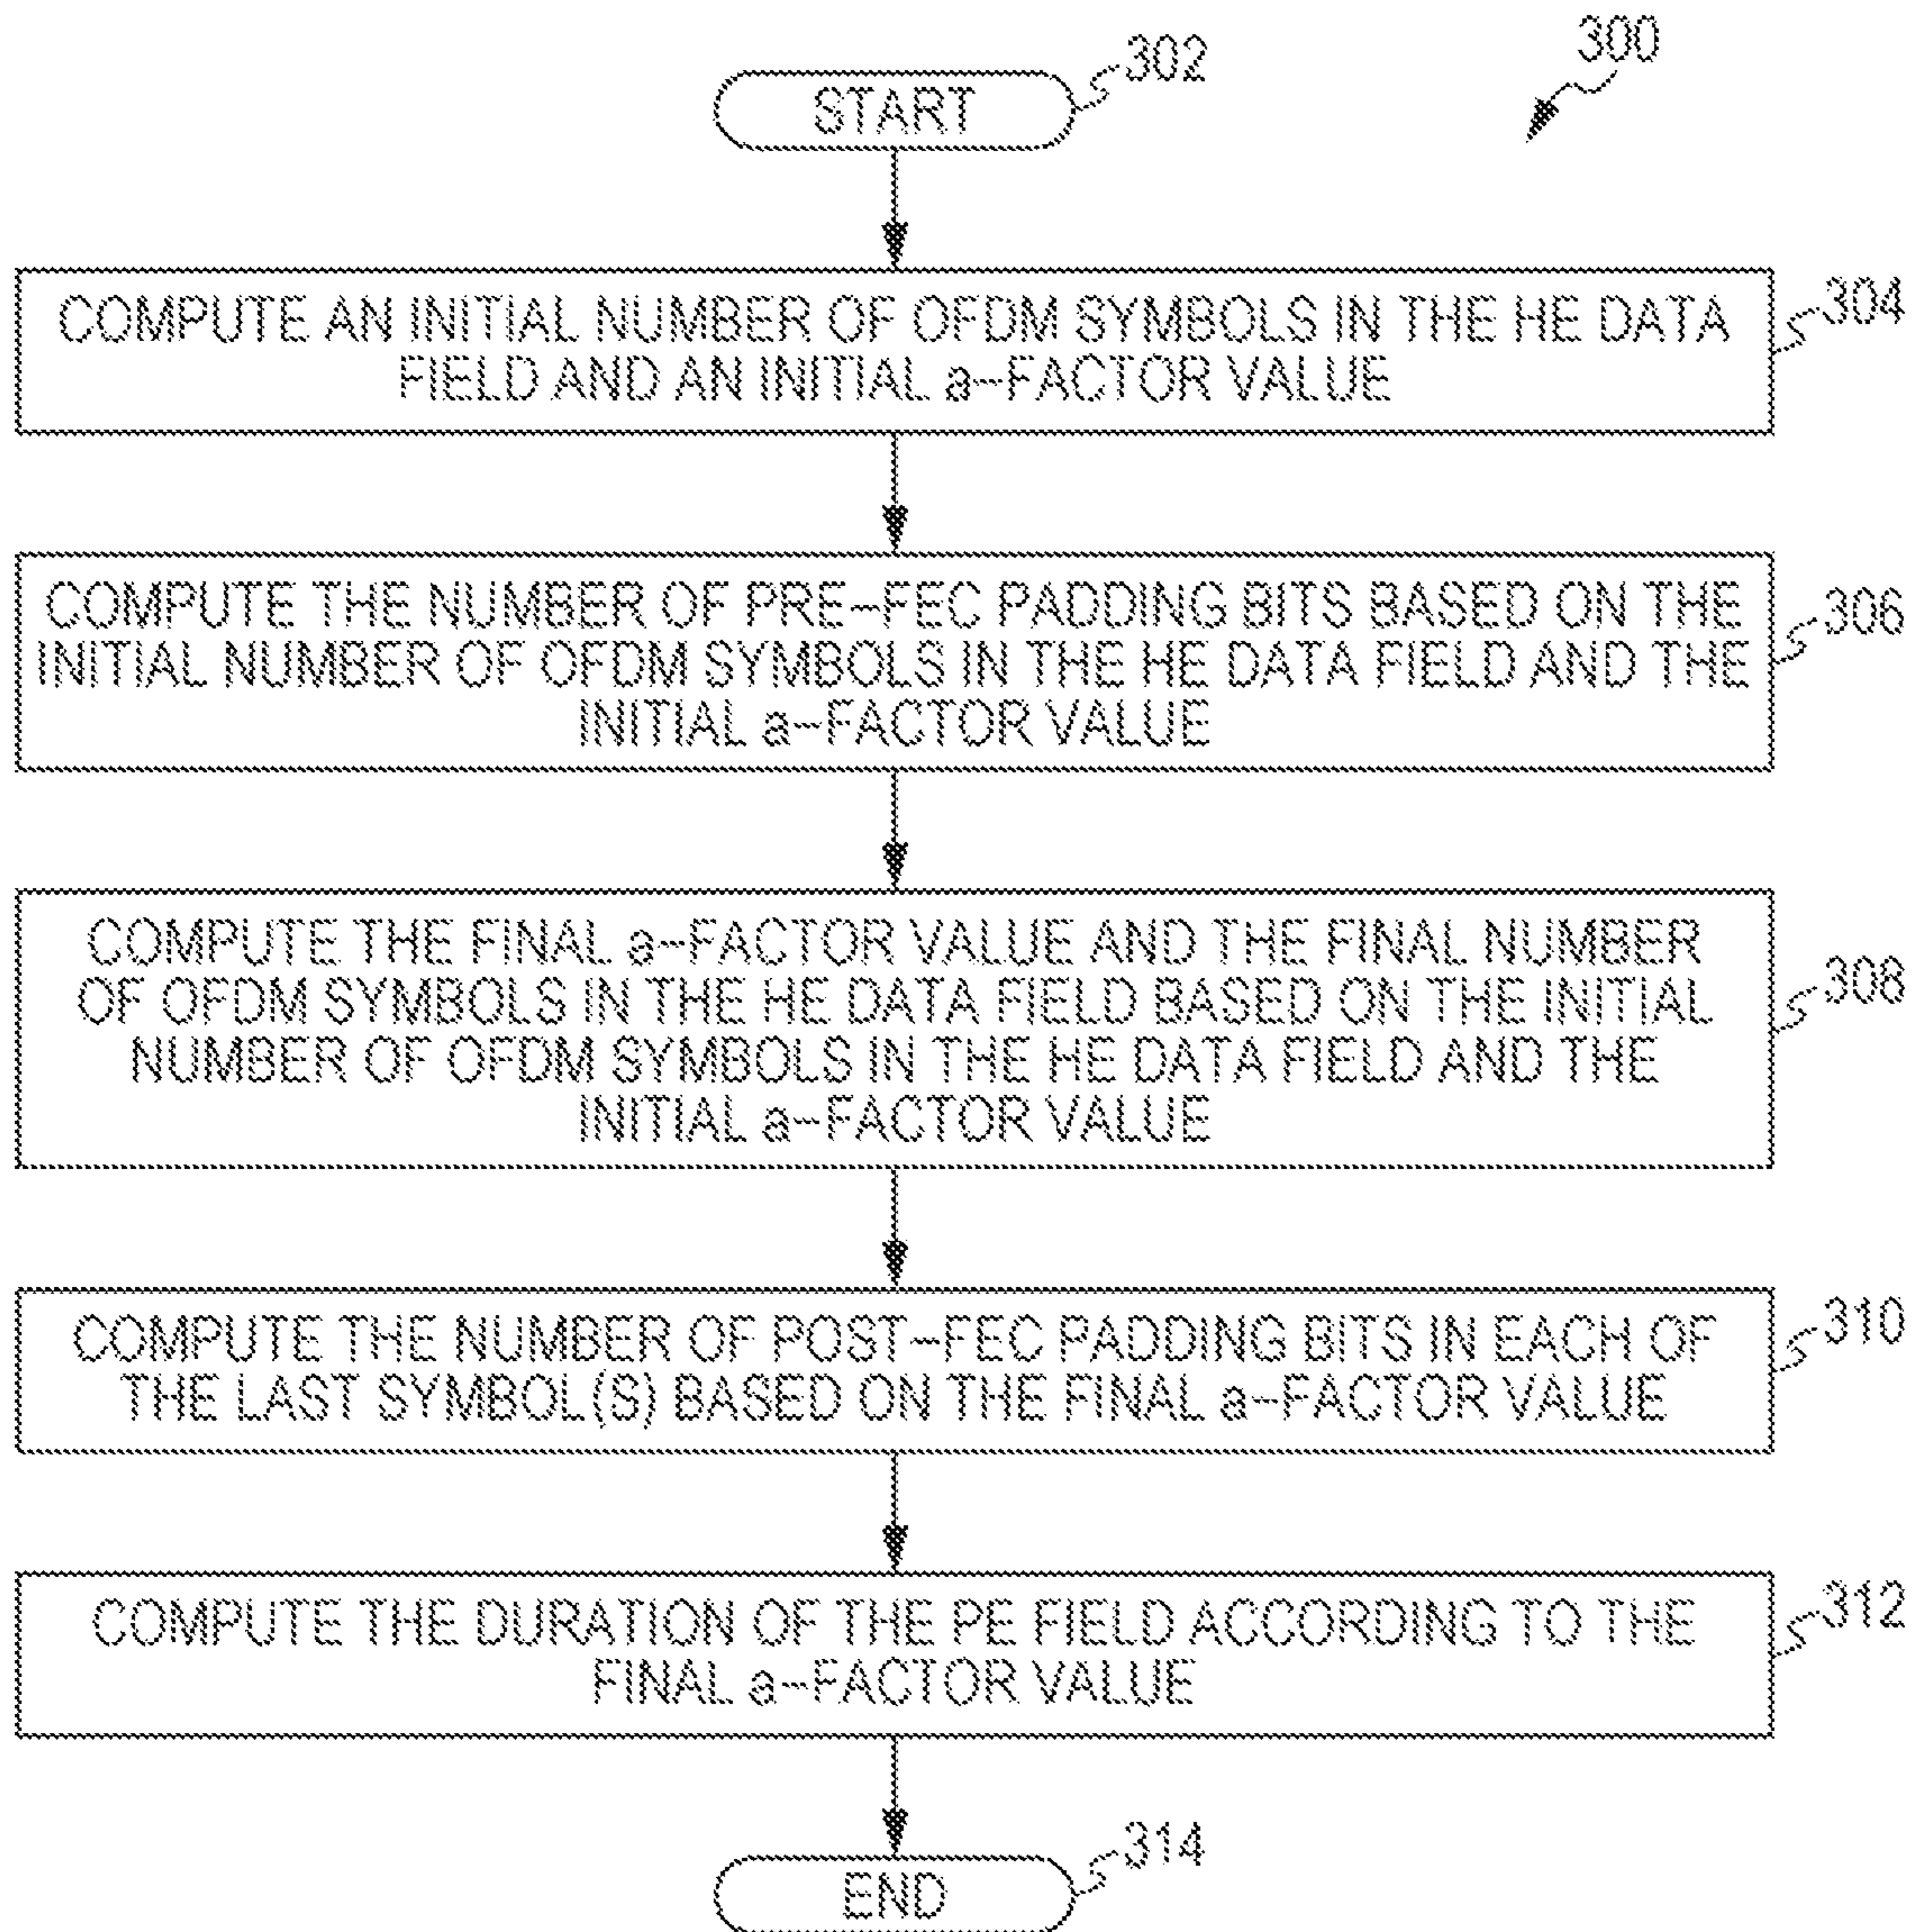 300
START
302
COMPUTE AN INITIAL NUMBER OF OFDM SYMBOLS IN THE HE DATA
FIELD AND AN INITIAL a-FACTOR VALUE
304
COMPUTE THE NUMBER OF PRE-FEC PADDING BITS BASED ON THE
INITIAL NUMBER OF OFDM SYMBOLS IN THE HE DATA FIELD AND THE
INITIAL a-FACTOR VALUE
306
COMPUTE THE FINAL a-FACTOR VALUE AND THE FINAL NUMBER
OF OFDM SYMBOLS IN THE HE DATA FIELD BASED ON THE INITIAL
NUMBER OF OFDM SYMBOLS IN THE HE DATA FIELD AND THE
INITIAL a-FACTOR VALUE
308
COMPUTE THE NUMBER OF POST-FEC PADDING BITS IN EACH OF
THE LAST SYMBOL(S) BASED ON THE FINAL a-FACTOR VALUE
310
COMPUTE THE DURATION OF THE PE FIELD ACCORDING TO THE
FINAL a-FACTOR VALUE
312
END
314